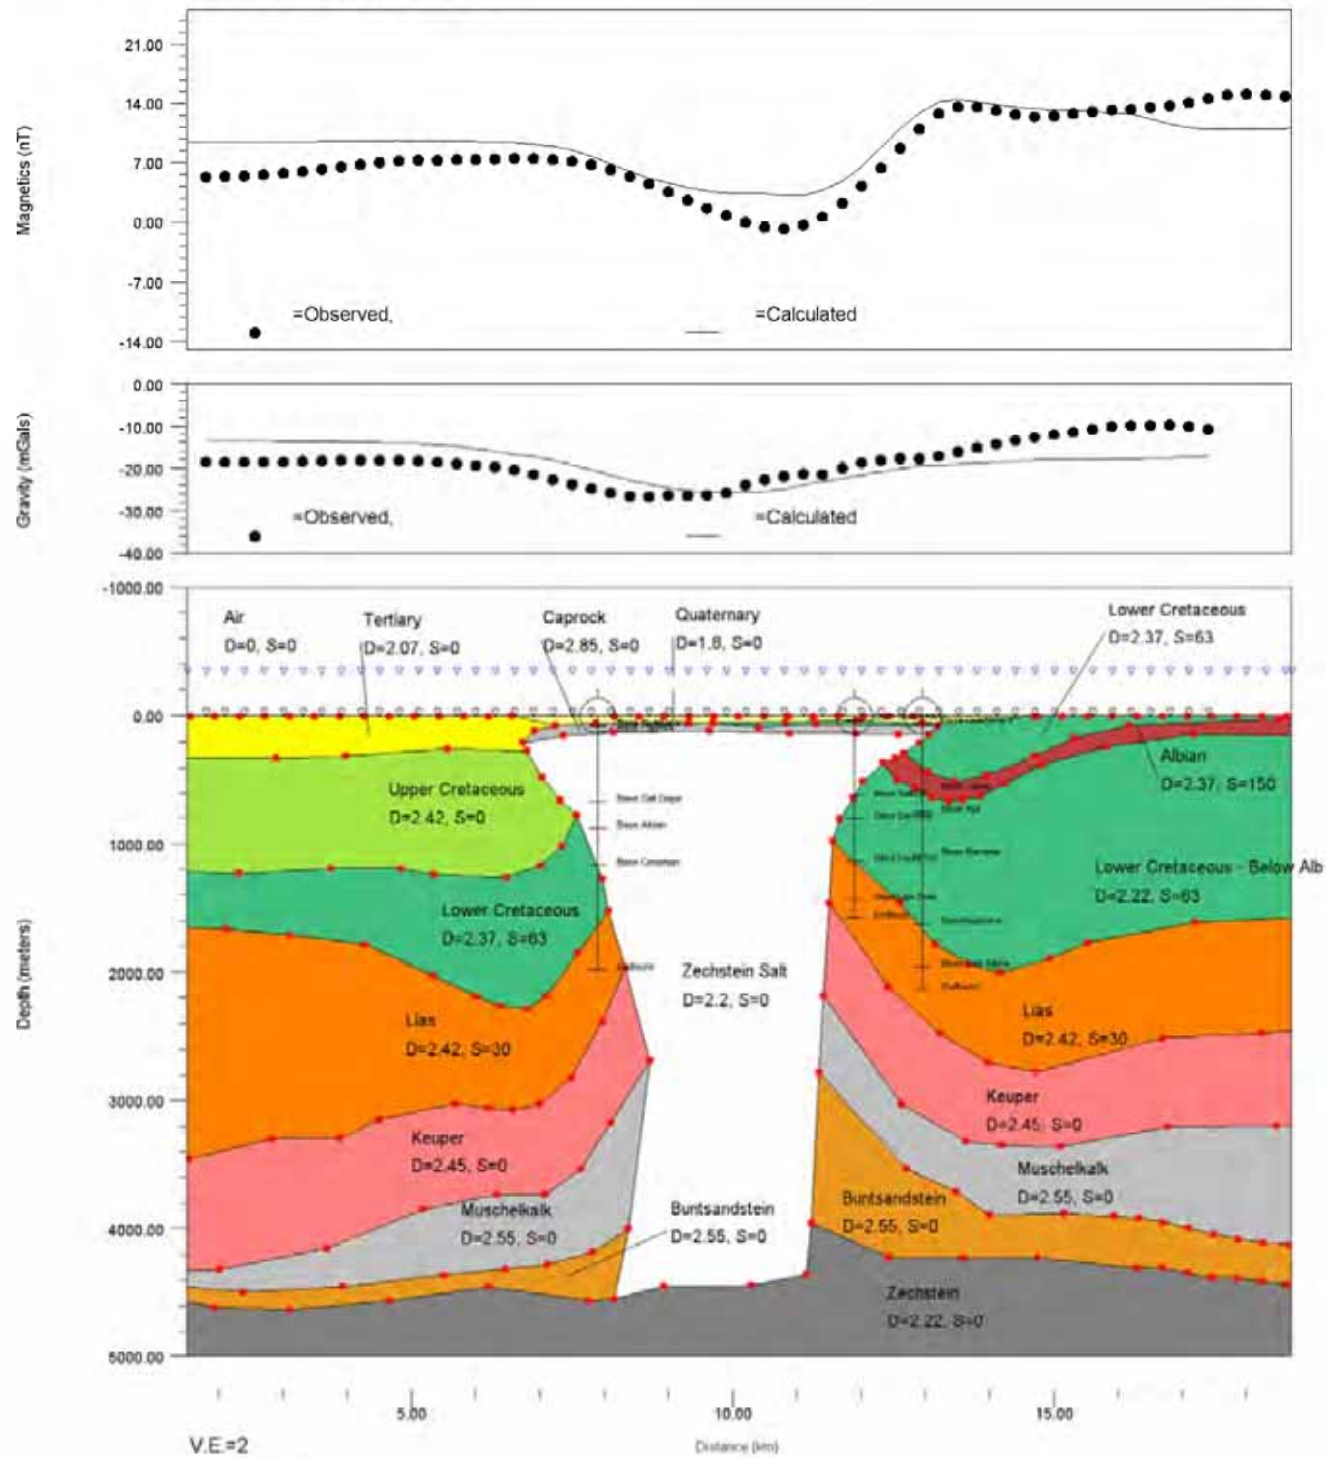 21.00
14.00
7.00
0.00
-7.00
-14.00
Magnetics (nT)
=Observed,
=Calculated
0.00
-10.00
-20.00
-30.00
-40.00
Gravity (mGals)
=Observed,
=Calculated
-1000.00
0.00
1000.00
2000.00
3000.00
4000.00
5000.00
Depth (meters)
Air
D=0, S=0
Tertiary
D=2.07, S=0
Caprock
D=2.85, S=0
Quaternary
D=1.8, S=0
Lower Cretaceous
D=2.37, S=63
Albian
D=2.37, S=150
Upper Cretaceous
D=2.42, S=0
Lower Cretaceous - Below Alb
D=2.22, S=63
Lower Cretaceous
D=2.37, S=63
Zechstein Salt
D=2.2, S=0
Lias
D=2.42, S=30
Lias
D=2.42, S=30
Keuper
D=2.45, S=0
Keuper
D=2.45, S=0
Muschelkalk
D=2.55, S=0
Muschelkalk
D=2.55, S=0
Buntsandstein
D=2.55, S=0
Buntsandstein
D=2.55, S=0
Zechstein
D=2.22, S=0
5.00
10.00
15.00
V.E.=2
Distance (km)